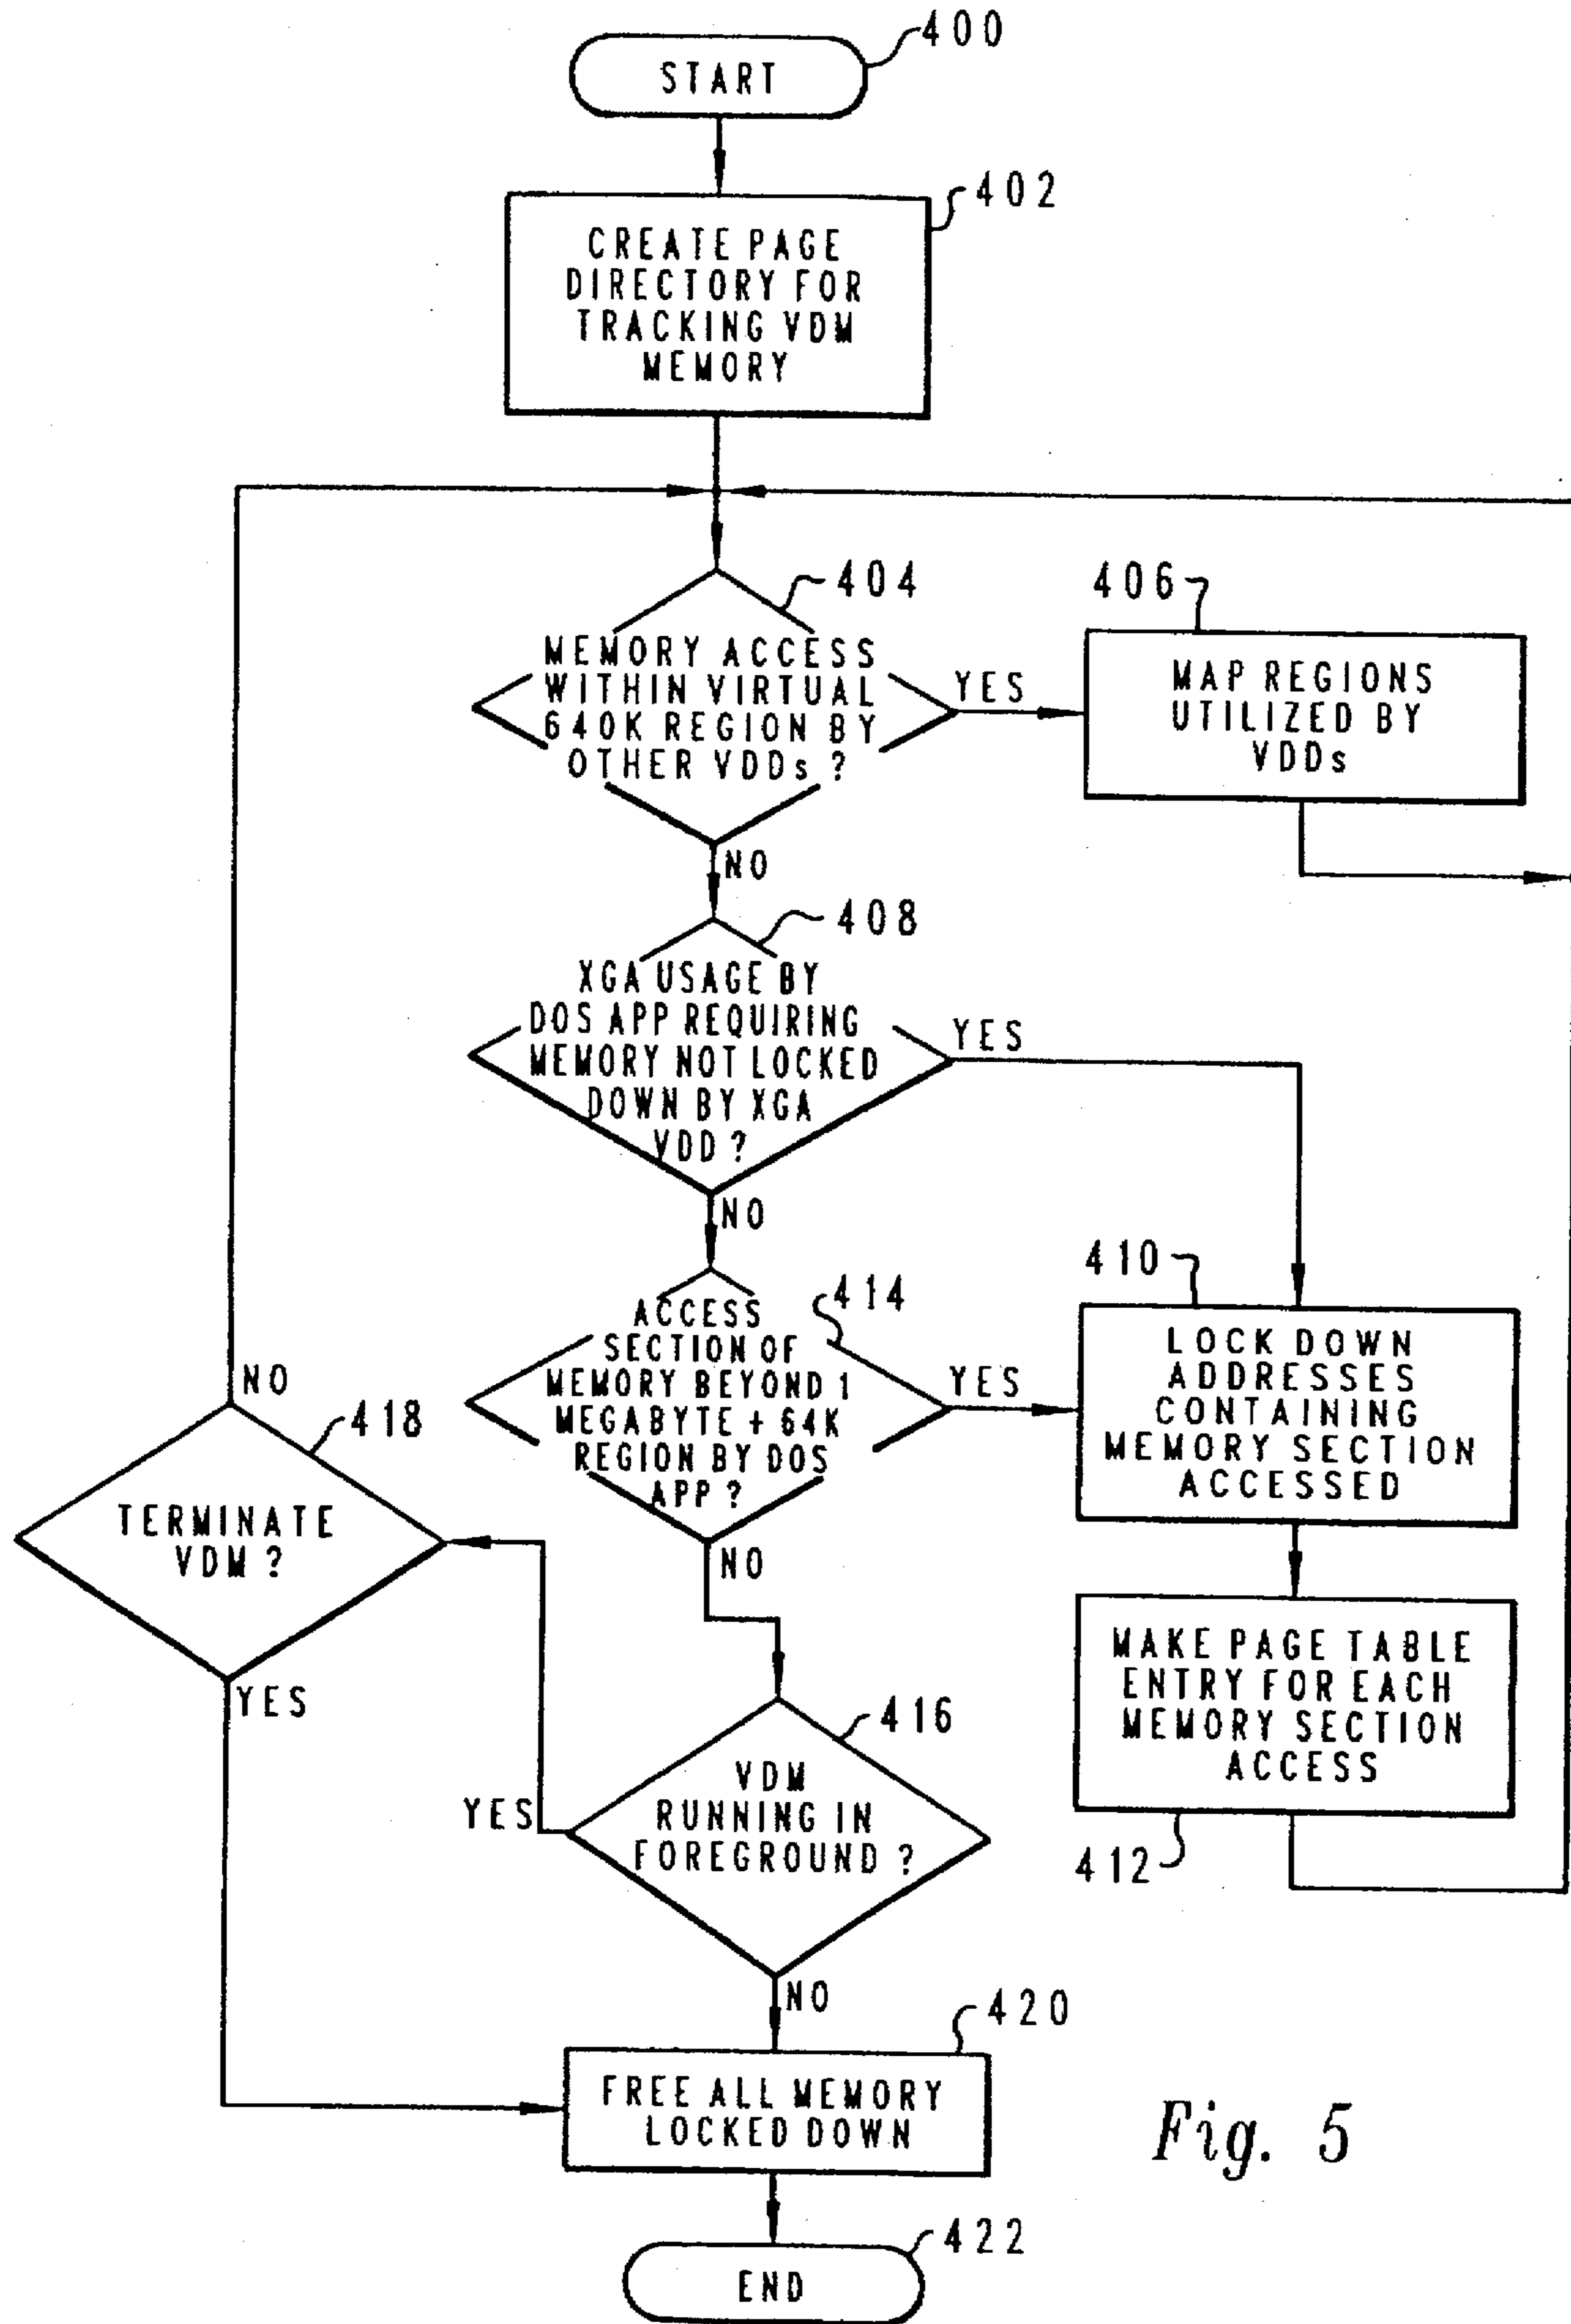 400
START
402
CREATE PAGE
DIRECTORY FOR
TRACKING VDM
MEMORY
404
MEMORY ACCESS
WITHIN VIRTUAL
640K REGION BY
OTHER VDDs ?
YES
406
MAP REGIONS
UTILIZED BY
VDDs
NO
408
XGA USAGE BY
DOS APP REQUIRING
MEMORY NOT LOCKED
DOWN BY XGA
VDD ?
YES
NO
414
ACCESS
SECTION OF
MEMORY BEYOND 1
MEGABYTE + 64K
REGION BY DOS
APP ?
YES
410
LOCK DOWN
ADDRESSES
CONTAINING
MEMORY SECTION
ACCESSED
NO
418
TERMINATE
VDM ?
NO
YES
MAKE PAGE TABLE
ENTRY FOR EACH
MEMORY SECTION
ACCESS
412
416
VDM
RUNNING IN
FOREGROUND ?
YES
NO
420
FREE ALL MEMORY
LOCKED DOWN
422
END
Fig. 5